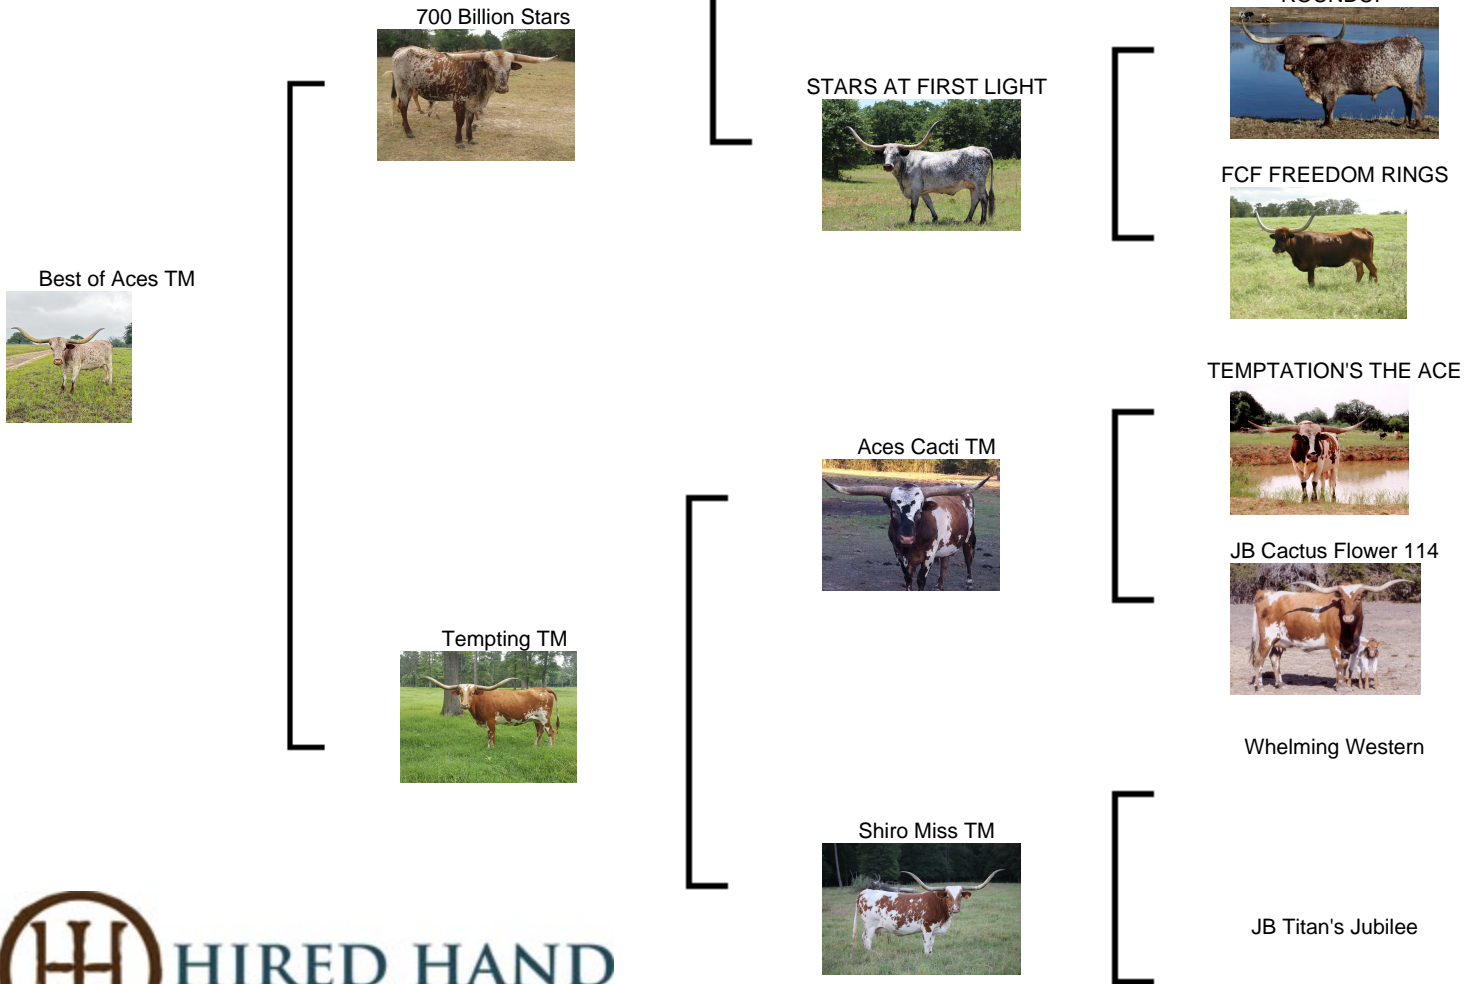 700 Billion Stars
STARS AT FIRST LIGHT
FCF FREEDOM RINGS
Best of Aces TM
TEMPTATION'S THE ACE
Aces Cacti TM
JB Cactus Flower 114
Tempting TM
Whelming Western
Shiro Miss TM
JB Titan's Jubilee
HIRED HAND